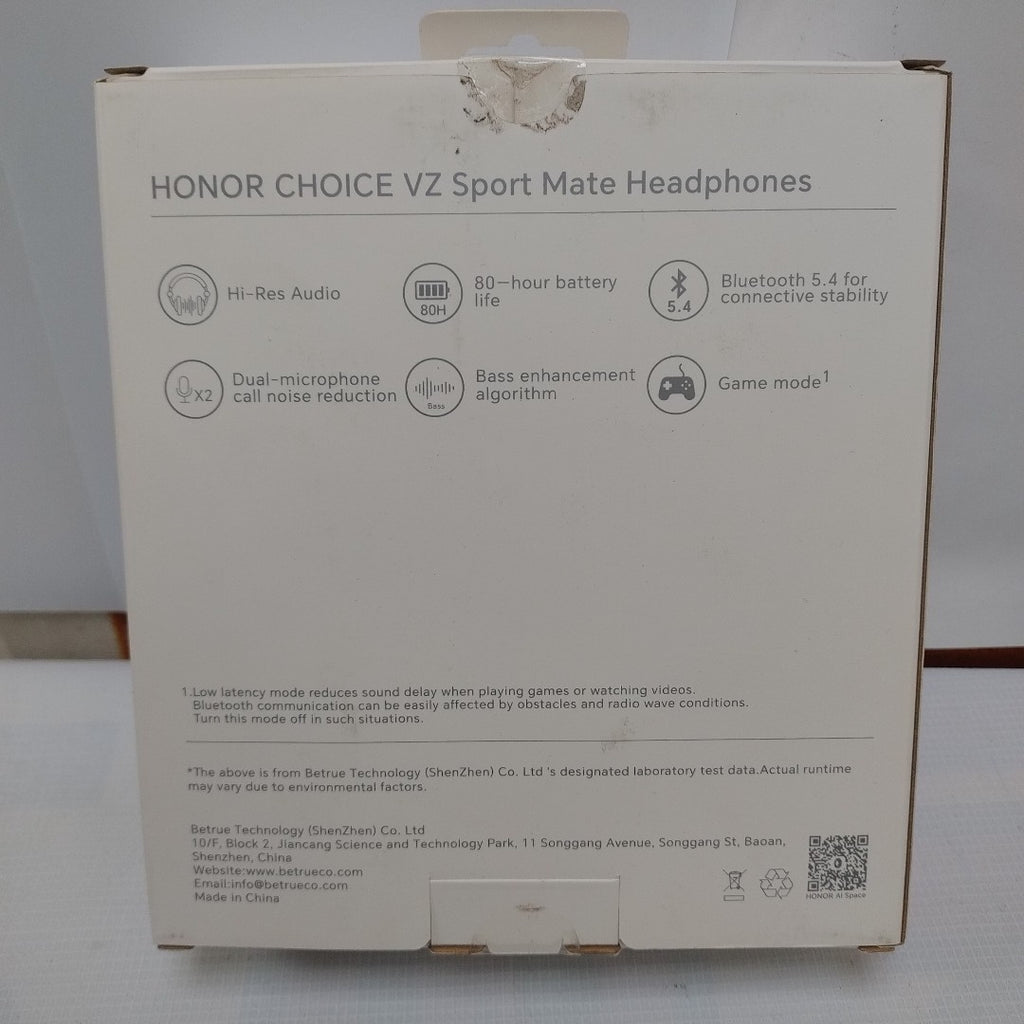 HONOR CHOICE VZ Sport Mate Headphones
Hi-Res Audio
80H
80-hour battery
life
5.4
Bluetooth 5.4 for
connective stability
X2
Dual-microphone
call noise reduction
Bass
Bass enhancement
algorithm
Game mode¹
1.Low latency mode reduces sound delay when playing games or watching videos.
Bluetooth communication can be easily affected by obstacles and radio wave conditions.
Turn this mode off in such situations.
*The above is from Betrue Technology (ShenZhen) Co. Ltd 's designated laboratory test data.Actual runtime
may vary due to environmental factors.
Betrue Technology (ShenZhen) Co. Ltd
10/F, Block 2, Jiancang Science and Technology Park, 11 Songgang Avenue, Songgang St, Baoan,
Shenzhen, China
Website:www.betrueco.com
Email:info@betrueco.com
Made in China
HONOR AI Space